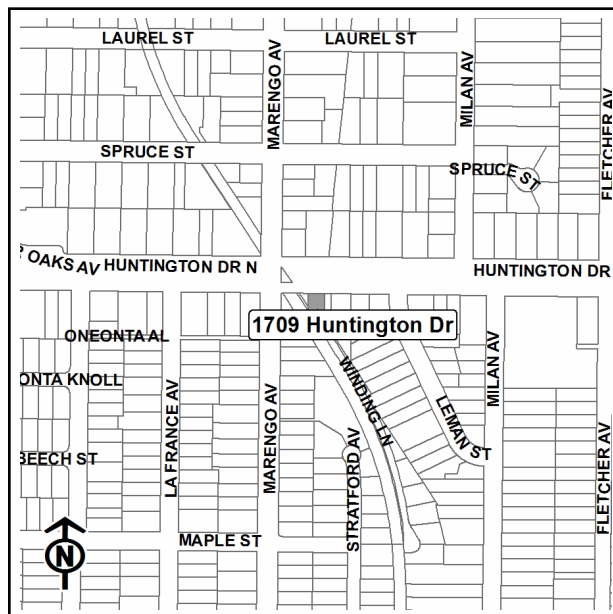 LAUREL ST
LAUREL ST
MARENGO AV
MILAN AV
FLETCHER AV
SPRUCE ST
SPRUCE ST
OAKS AV
HUNTINGTON DR N
HUNTINGTON DR
1709 Huntington Dr
ONEONTA AL
ONTA KNOLL
LA FRANCE AV
MARENGO AV
WINDING LN
MILAN AV
LEMAN ST
BEECH ST
STRATFORD AV
FLETCHER AV
MAPLE ST
N